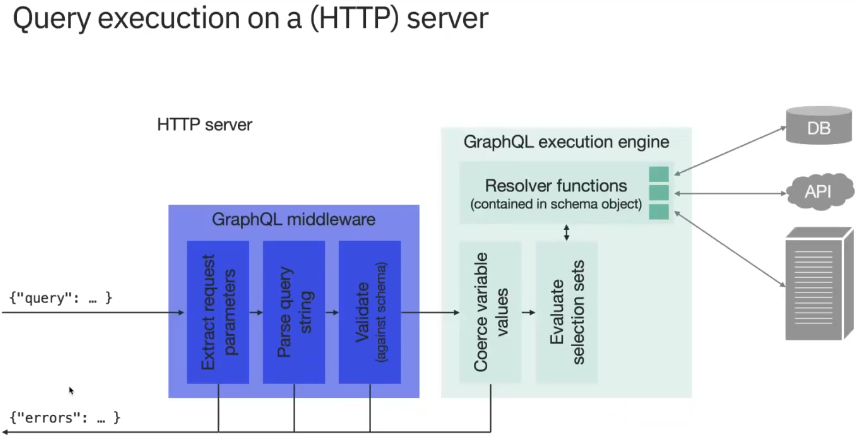 Query execuction on a (HTTP) server
HTTP server
GraphQL execution engine
Resolver functions
(contained in schema object)
DB
API
GraphQL middleware
{"query": … }
Extract request
parameters
Parse query
string
Validate
(against schema)
Coerce variable
values
Evaluate
selection sets
{"errors": … }